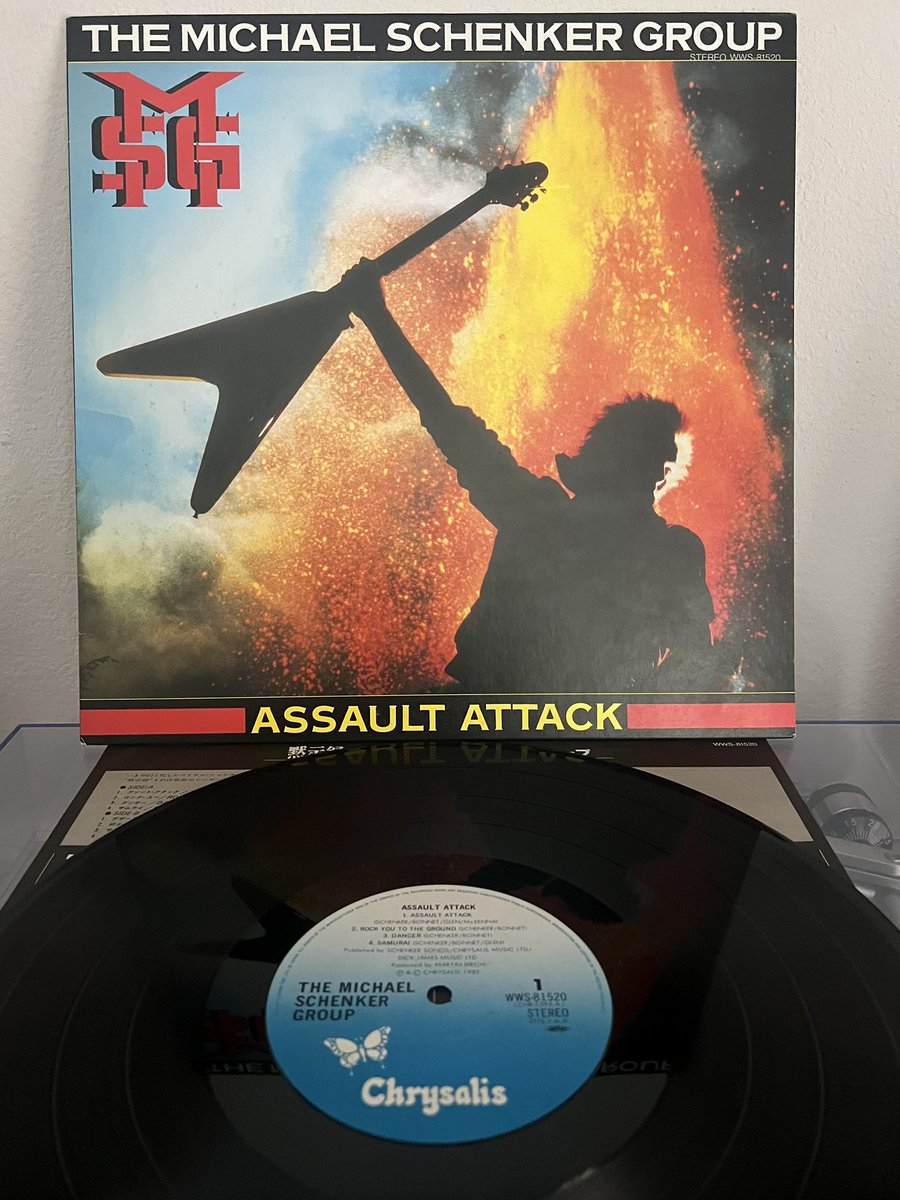 THE MICHAEL SCHENKER GROUP
STEREO WWS-81520
MSG
ASSAULT ATTACK
WWS-81520
●SIDE-A
●SIDE-B
ASSAULT ATTACK
1. ASSAULT ATTACK
(SCHENKER/BONNET/GLEN/McKENNA)
2. ROCK YOU TO THE GROUND (SCHENKER/BONNET)
3. DANCER (SCHENKER/BONNET)
4. SAMURAI (SCHENKER/BONNET/GLEN)
Published by SCHENKER SONGS/CHRYSALIS MUSIC LTD/
DICK JAMES MUSIC LTD
Produced by MARTIN BIRCH
Ⓟ & © CHRYSALIS 1982
THE MICHAEL
SCHENKER
GROUP
1
WWS-81520
STEREO
Chrysalis